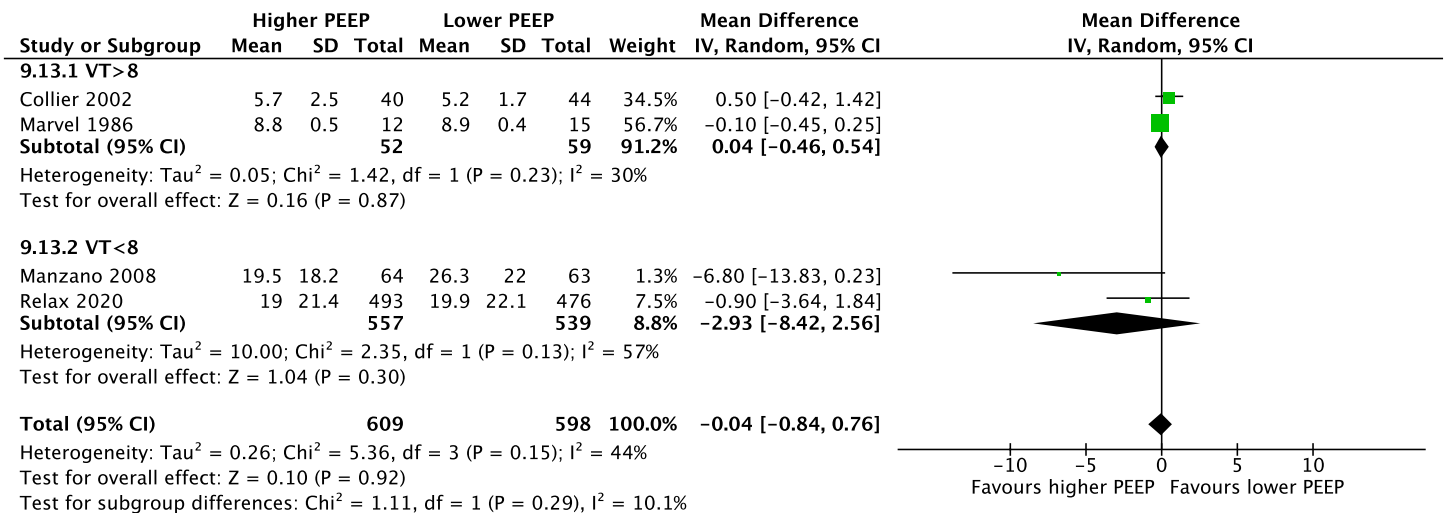 Higher PEEP Lower PEEP Mean Difference Mean Difference
Study or Subgroup Mean SD Total Mean SD Total Weight IV, Random, 95% CI IV, Random, 95% CI
9.13.1 VT>8
Collier 2002 5.7 2.5 40 5.2 1.7 44 34.5% 0.50 [−0.42, 1.42]
Marvel 1986 8.8 0.5 12 8.9 0.4 15 56.7% −0.10 [−0.45, 0.25]
Subtotal (95% CI) 52 59 91.2% 0.04 [−0.46, 0.54]
Heterogeneity: Tau² = 0.05; Chi² = 1.42, df = 1 (P = 0.23); I² = 30%
Test for overall effect: Z = 0.16 (P = 0.87)
9.13.2 VT<8
Manzano 2008 19.5 18.2 64 26.3 22 63 1.3% −6.80 [−13.83, 0.23]
Relax 2020 19 21.4 493 19.9 22.1 476 7.5% −0.90 [−3.64, 1.84]
Subtotal (95% CI) 557 539 8.8% −2.93 [−8.42, 2.56]
Heterogeneity: Tau² = 10.00; Chi² = 2.35, df = 1 (P = 0.13); I² = 57%
Test for overall effect: Z = 1.04 (P = 0.30)
Total (95% CI) 609 598 100.0% −0.04 [−0.84, 0.76]
Heterogeneity: Tau² = 0.26; Chi² = 5.36, df = 3 (P = 0.15); I² = 44%
Test for overall effect: Z = 0.10 (P = 0.92)
Test for subgroup differences: Chi² = 1.11, df = 1 (P = 0.29), I² = 10.1%
−10 −5 0 5 10
Favours higher PEEP Favours lower PEEP